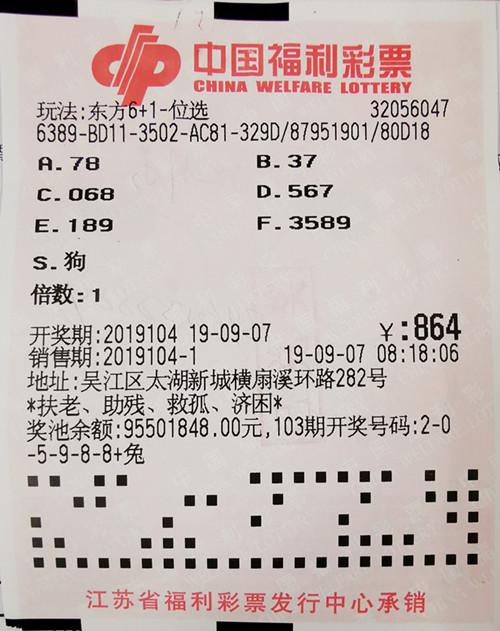 中国福利彩票
CHINA WELFARE LOTTERY
玩法:东方6+1-位选 32056047
6389-BD11-3502-AC81-329D/87951901/80D18
A.78 B.37
C.068 D.567
E.189 F.3589
S.狗
倍数:1
开奖期:2019104 19-09-07 ￥:864
销售期:2019104-1 19-09-07 08:18:06
地址:吴江区太湖新城横扇溪环路282号
*扶老、助残、救孤、济困*
奖池余额:95501848.00元,103期开奖号码:2-0
-5-9-8-8+兔
江苏省福利彩票发行中心承销